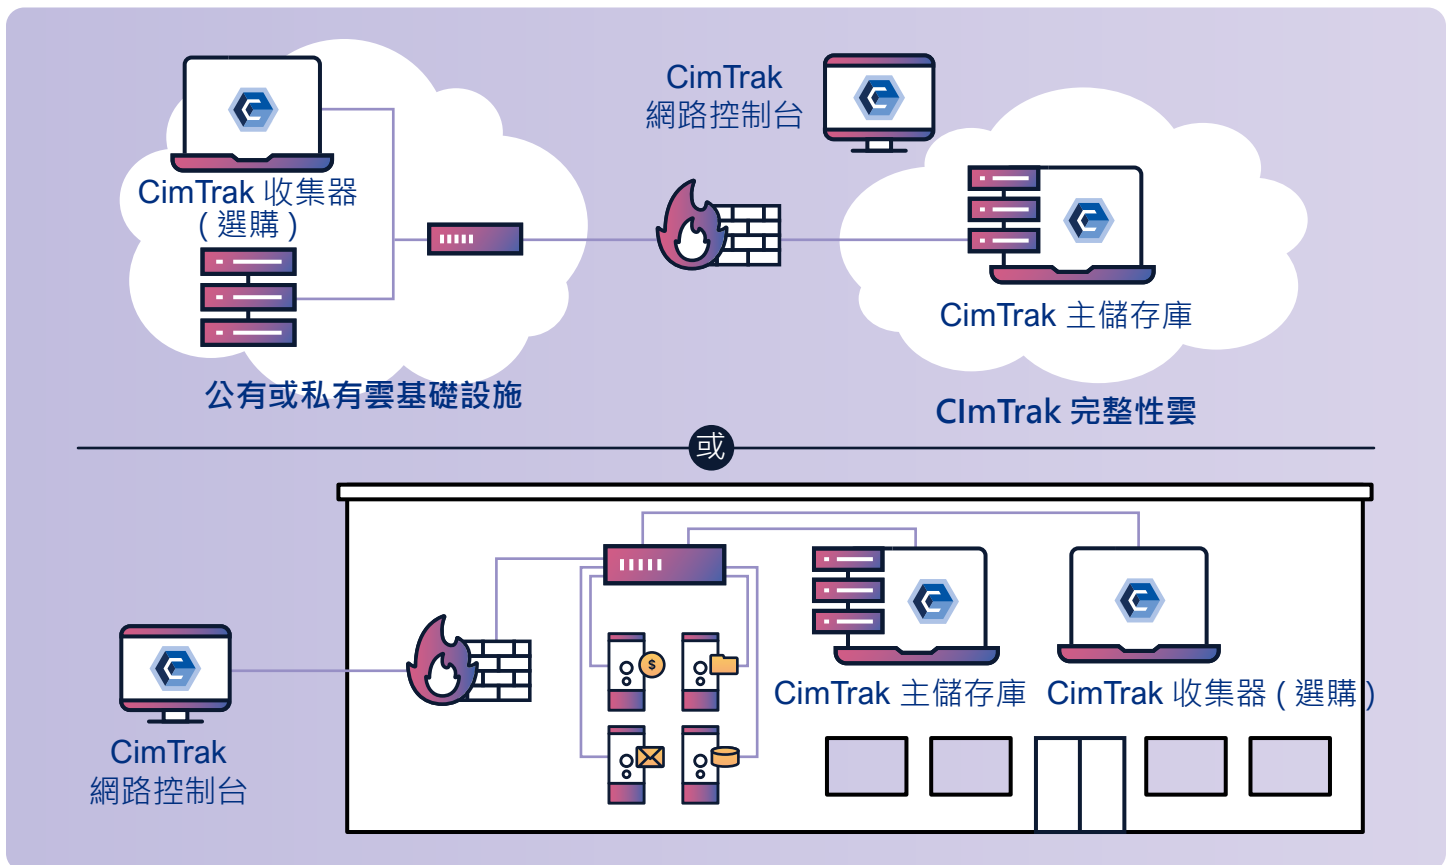 CimTrak
網路控制台
CimTrak 收集器
( 選購 )
CimTrak 主儲存庫
公有或私有雲基礎設施
CImTrak 完整性雲
或
$
CimTrak 主儲存庫
CimTrak 收集器 ( 選購 )
CimTrak
網路控制台